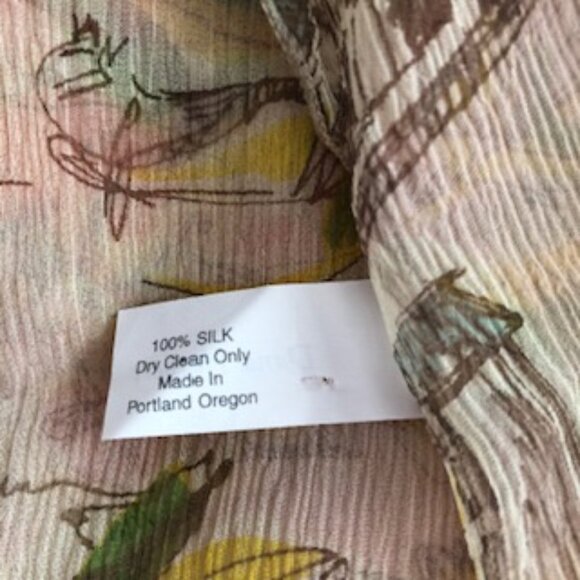 100% SILK
Dry Clean Only
Made In
Portland Oregon